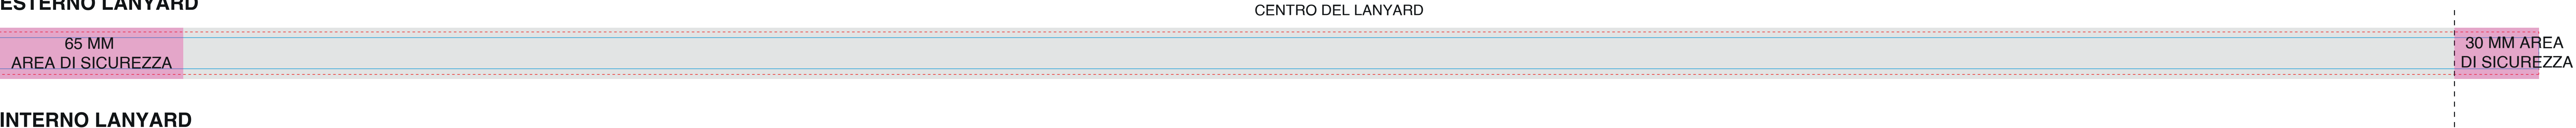 ESTERNO LANYARD
CENTRO DEL LANYARD
65 MM
AREA DI SICUREZZA
30 MM AREA
DI SICUREZZA
INTERNO LANYARD